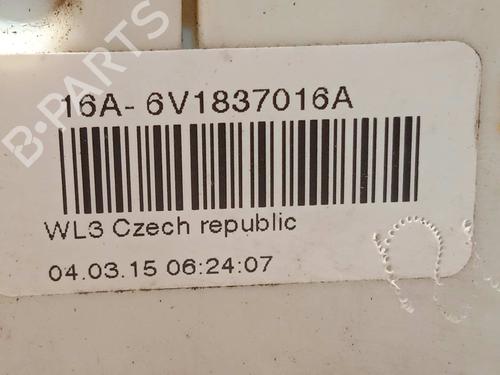 16A- 6V1837016A
WL3 Czech republic
04.03.15 06:24:07
B-PARTS